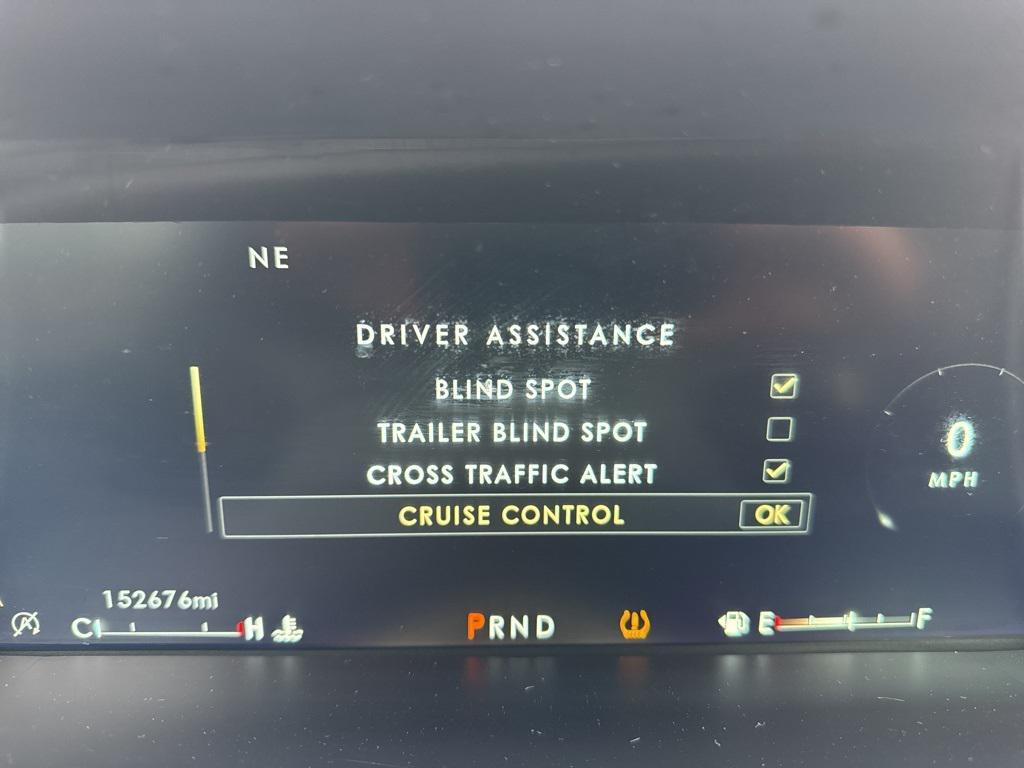 NE
DRIVER ASSISTANCE
BLIND SPOT
TRAILER BLIND SPOT
CROSS TRAFFIC ALERT
CRUISE CONTROL OK
0
MPH
152676mi
A
C H
PRND
E F